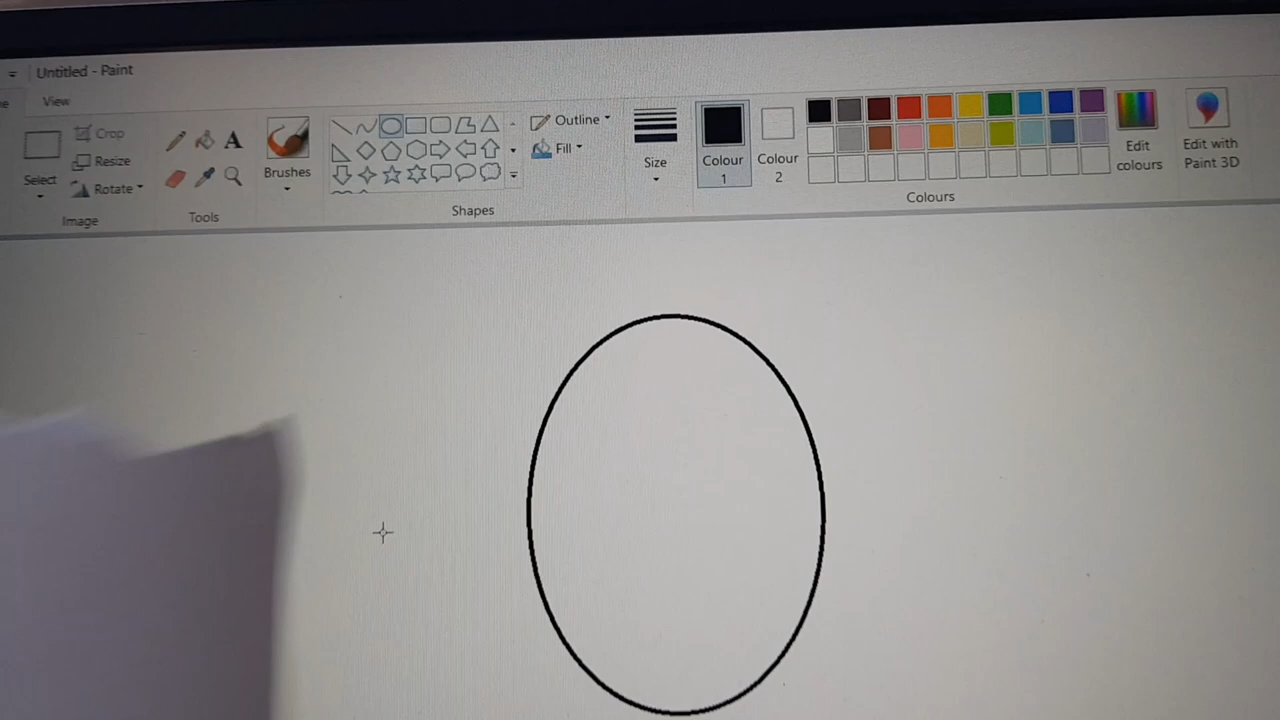 Untitled - Paint
View
Crop
Resize
Rotate
Select
Image
A
Tools
Brushes
Shapes
Outline
Fill
Size
Colour
1
Colour
2
Colours
Edit
colours
Edit with
Paint 3D